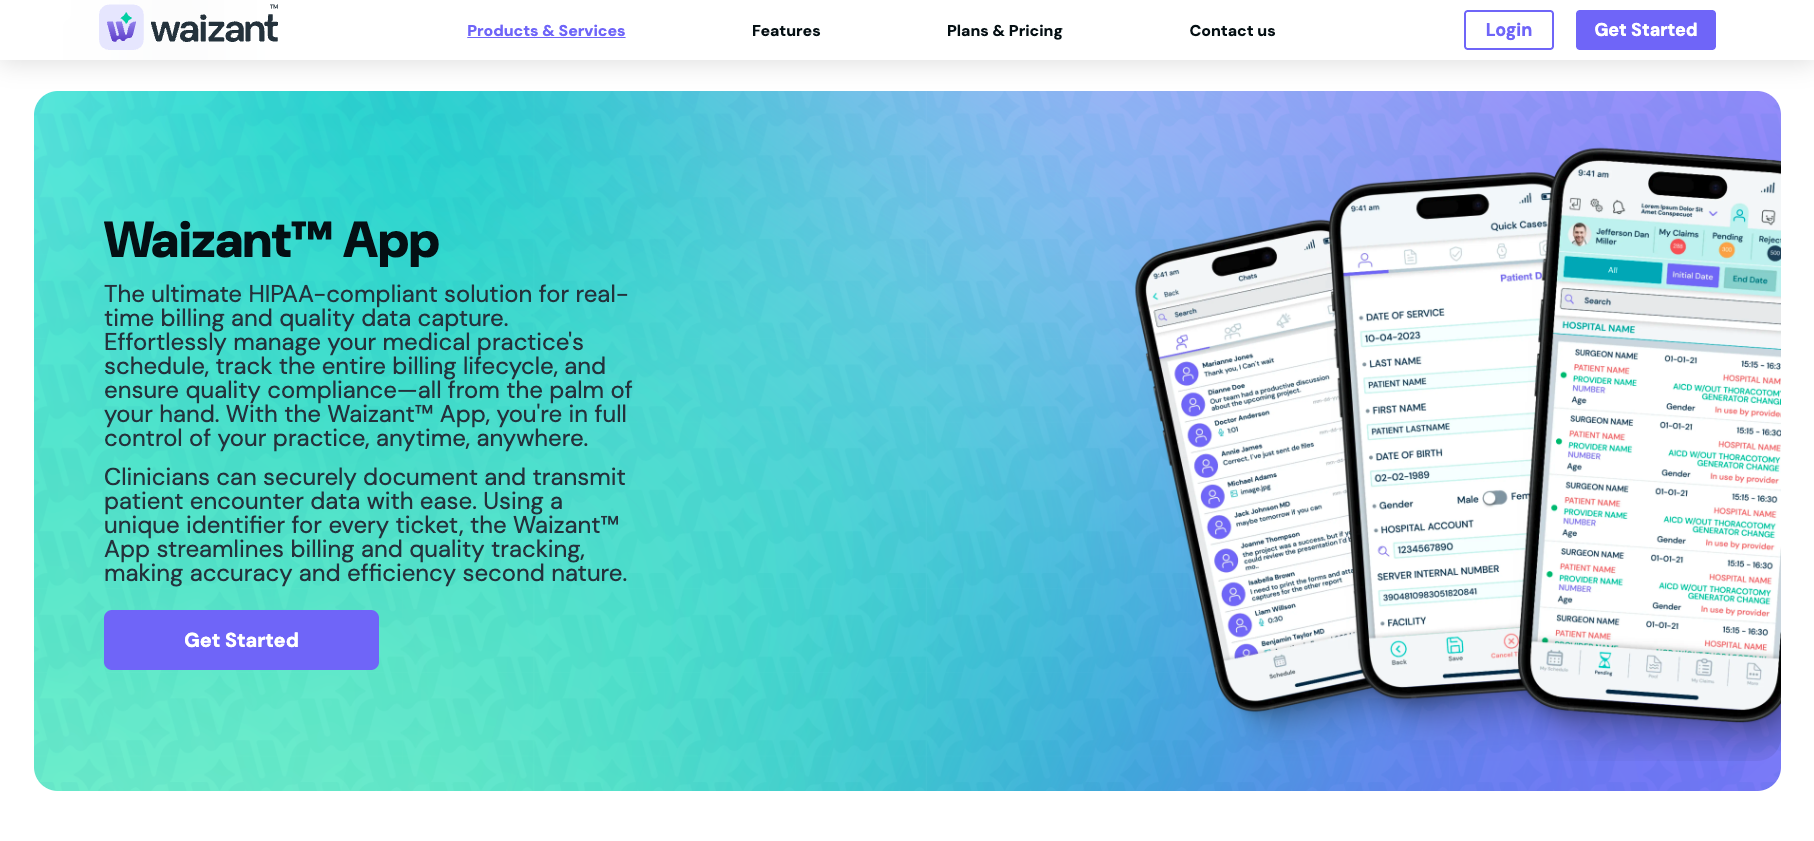 waizant™
Products & Services
Features
Plans & Pricing
Contact us
Login
Get Started
Waizant™ App
The ultimate HIPAA-compliant solution for real-
time billing and quality data capture.
Effortlessly manage your medical practice's
schedule, track the entire billing lifecycle, and
ensure quality compliance—all from the palm of
your hand. With the Waizant™ App, you're in full
control of your practice, anytime, anywhere.
Clinicians can securely document and transmit
patient encounter data with ease. Using a
unique identifier for every ticket, the Waizant™
App streamlines billing and quality tracking,
making accuracy and efficiency second nature.
Get Started
9:41 am
Chats
Back
Search
Marianne Jones
Thank you, I Can't wait
Dianne Doe
Our team had a productive discussion
about the upcoming project.
Doctor Anderson
1:01
Annie James
Correct, I've just sent de files
Michael Adams
image.jpg
Jack Johnson MD
maybe tomorrow if you can
Joanne Thompson
the project was a success, but if
could review the presentation I'd
mo..
Isabella Brown
I need to print the forms and
captures for the other report
Liam Willson
0:30
Benjamin Taylor MD
Schedule
9:41 am
Quick Cases
Patient D
DATE OF SERVICE
10-04-2023
LAST NAME
PATIENT NAME
FIRST NAME
PATIENT LASTNAME
DATE OF BIRTH
02-02-1989
Gender
Male
Fem
HOSPITAL ACCOUNT
1234567890
SERVER INTERNAL NUMBER
3904810983051820841
FACILITY
Back
Save
Cancel T
9:41 am
Lorem Ipsum Dolor Sit
Amet Conspecuot
Jefferson Dan
Miller
My Claims
Pending
Reject
500
All
Initial Date
End Date
Search
HOSPITAL NAME
SURGEON NAME 01-01-21 15:15 - 16:30
PATIENT NAME HOSPITAL NAM
PROVIDER NAME AICD W/OUT THORACOTOMY
NUMBER GENERATOR CHANGE
Age Gender In use by provider
SURGEON NAME 01-01-21 15:15 - 16:30
PATIENT NAME HOSPITAL NAME
PROVIDER NAME AICD W/OUT THORACOTOMY
NUMBER GENERATOR CHANGE
Age Gender In use by provider
SURGEON NAME 01-01-21 15:15 - 16:30
PATIENT NAME HOSPITAL NAME
PROVIDER NAME AICD W/OUT THORACOTOMY
NUMBER GENERATOR CHANGE
Age Gender In use by provider
SURGEON NAME 01-01-21 15:15 - 16:30
PATIENT NAME HOSPITAL NAME
PROVIDER NAME AICD W/OUT THORACOTOMY
NUMBER GENERATOR CHANGE
Age Gender In use by provider
SURGEON NAME 01-01-21 15:15 - 16:30
PATIENT NAME HOSPITAL NAME
My Schedule
Pending
My Claims